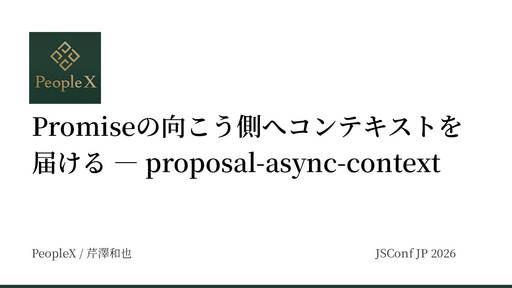 PeopleX
Promiseの向こう側へコンテキストを
届ける — proposal-async-context
PeopleX / 芹澤和也
JSConf JP 2026